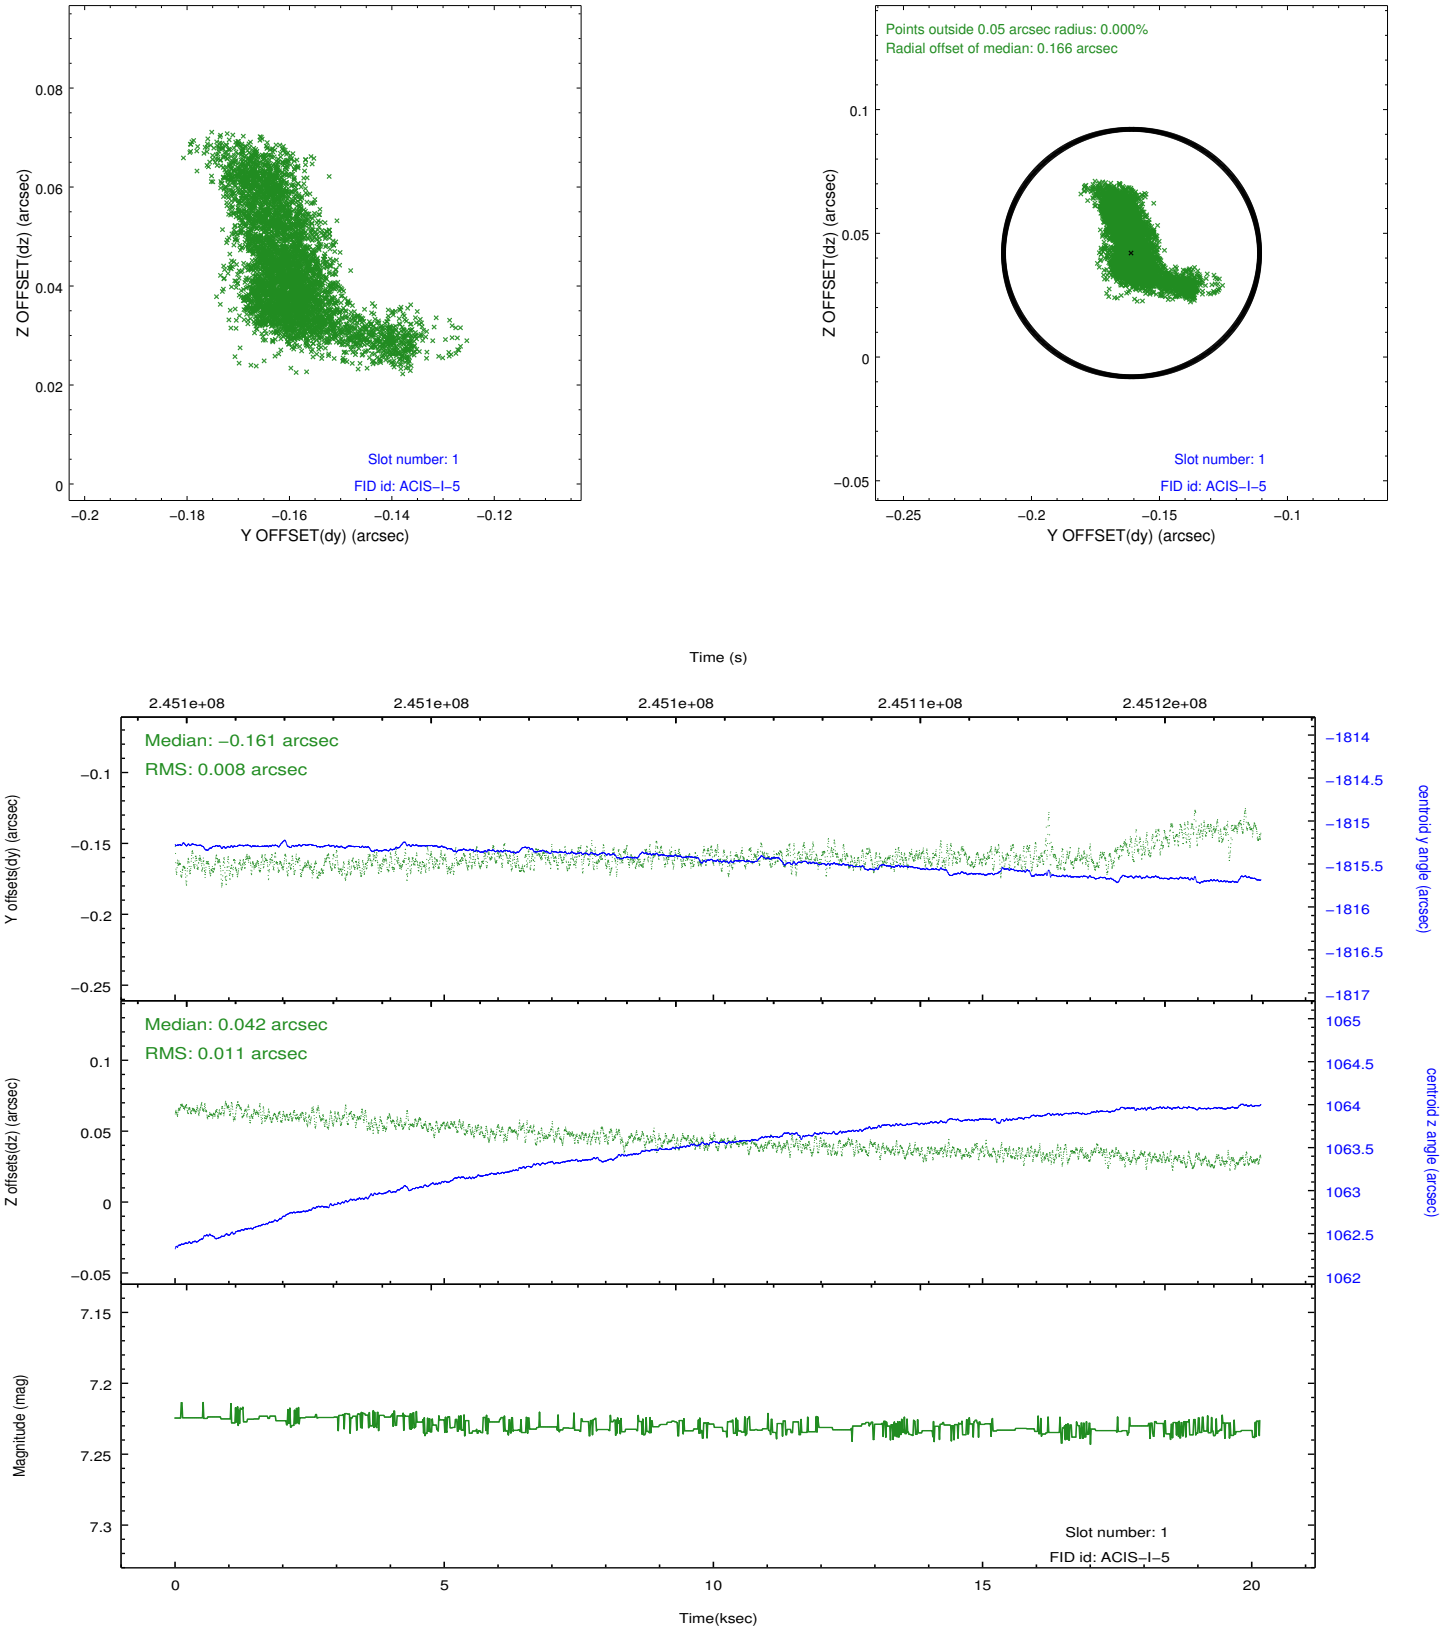 0.08
0.06
0.04
0.02
0
Z OFFSET(dz) (arcsec)
Slot number: 1
FID id: ACIS−I−5
−0.2
−0.18
−0.16
−0.14
−0.12
Y OFFSET(dy) (arcsec)
Points outside 0.05 arcsec radius: 0.000%
Radial offset of median: 0.166 arcsec
0.1
0.05
0
−0.05
Z OFFSET(dz) (arcsec)
Slot number: 1
FID id: ACIS−I−5
−0.25
−0.2
−0.15
−0.1
Y OFFSET(dy) (arcsec)
Time (s)
2.451e+08
2.451e+08
2.451e+08
2.4511e+08
2.4512e+08
Median: −0.161 arcsec
RMS: 0.008 arcsec
−0.1
−0.15
−0.2
−0.25
Y offsets(dy) (arcsec)
−1814
−1814.5
−1815
−1815.5
−1816
−1816.5
−1817
centroid y angle (arcsec)
Median: 0.042 arcsec
RMS: 0.011 arcsec
0.1
0.05
0
−0.05
Z offsets(dz) (arcsec)
1065
1064.5
1064
1063.5
1063
1062.5
1062
centroid z angle (arcsec)
7.15
7.2
7.25
7.3
Magnitude (mag)
Slot number: 1
FID id: ACIS−I−5
0
5
10
15
20
Time(ksec)